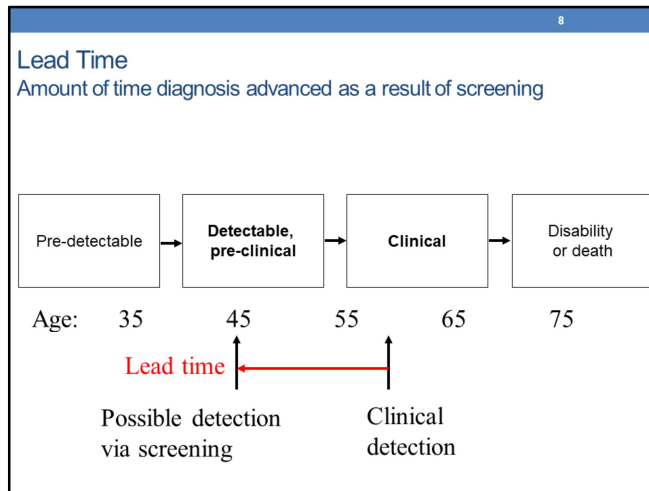 8
Lead Time
Amount of time diagnosis advanced as a result of screening
Pre-detectable
Detectable,
pre-clinical
Clinical
Disability
or death
Age: 35 45 55 65 75
Lead time
Possible detection
via screening
Clinical
detection